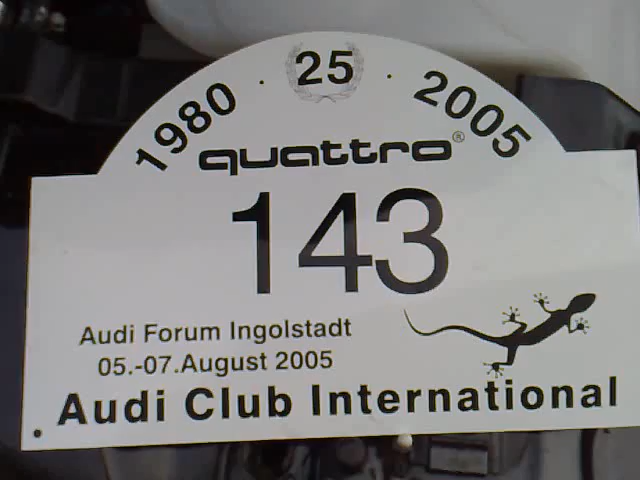 1980 · 25 · 2005
quattro®
143
Audi Forum Ingolstadt
05.-07.August 2005
Audi Club International